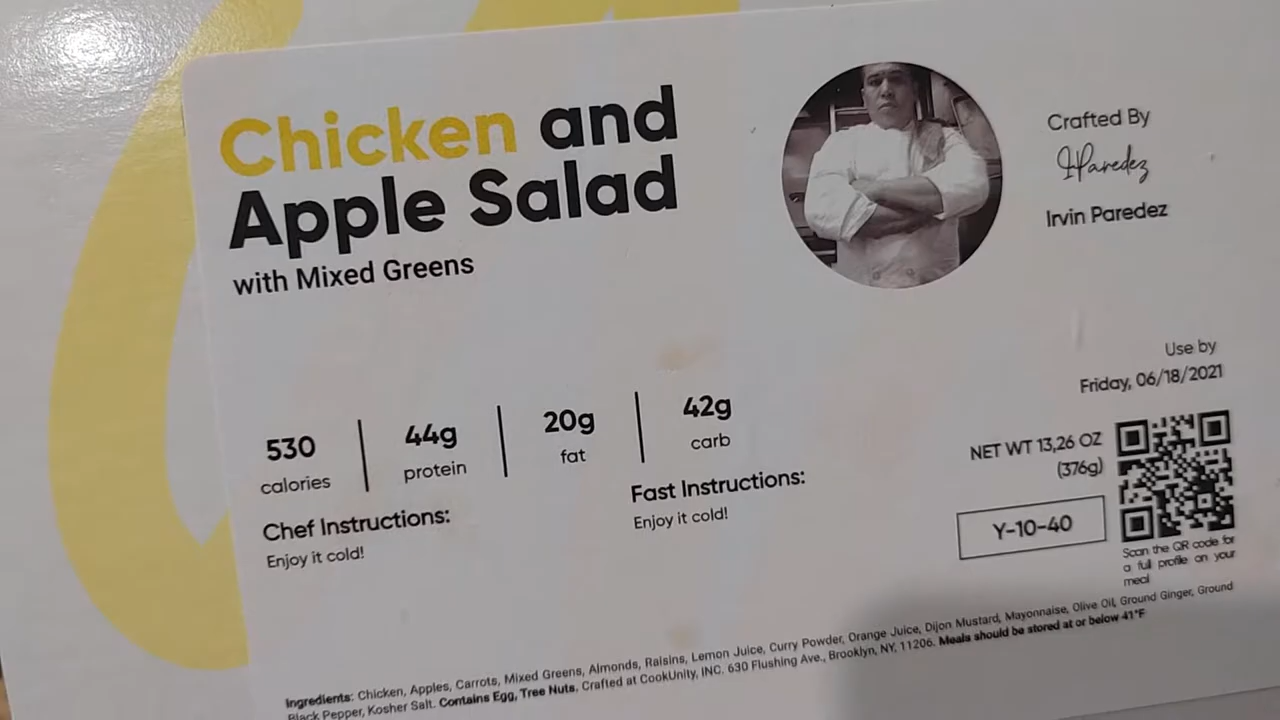 Chicken and
Apple Salad
with Mixed Greens
Crafted By
IParedez
Irvin Paredez
Use by
Friday, 06/18/2021
530
calories
44g
protein
20g
fat
42g
carb
NET WT 13,26 OZ
(376g)
Y-10-40
Scan the QR code for
a full profile on your
meal
Chef Instructions:
Enjoy it cold!
Fast Instructions:
Enjoy it cold!
Ingredients: Chicken, Apples, Carrots, Mixed Greens, Almonds, Raisins, Lemon Juice, Curry Powder, Orange Juice, Dijon Mustard, Mayonnaise, Olive Oil, Ground Ginger, Ground
Black Pepper, Kosher Salt. Contains Egg, Tree Nuts. Crafted at CookUnity, INC. 630 Flushing Ave., Brooklyn, NY, 11206. Meals should be stored at or below 41°F